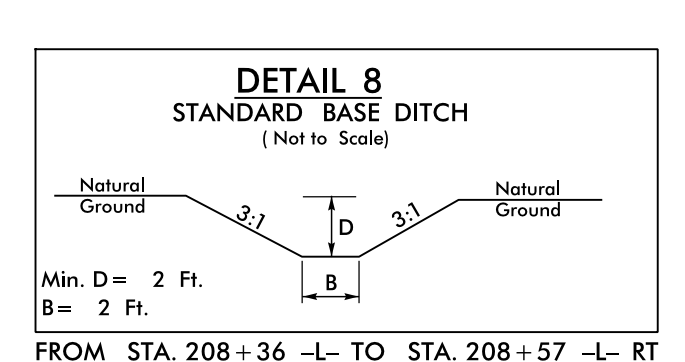 DETAIL 8
STANDARD BASE DITCH
( Not to Scale)
Natural
Ground
3:1
D
3:1
Natural
Ground
B
Min. D= 2 Ft.
B= 2 Ft.
FROM STA. 208+36 -L- TO STA. 208+57 -L- RT